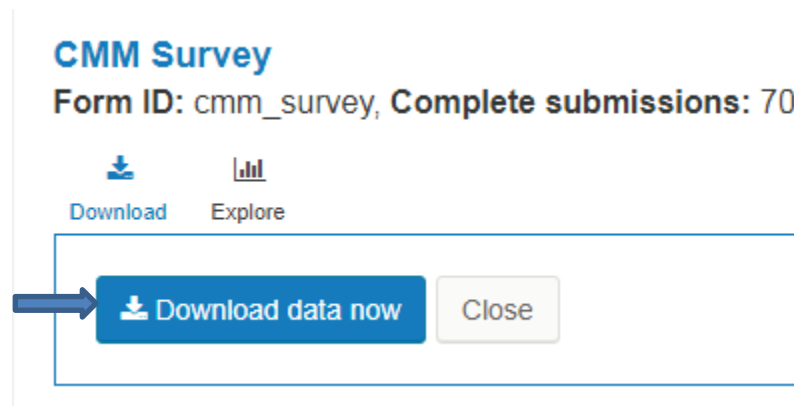 CMM Survey
Form ID: cmm_survey, Complete submissions: 70
Download Explore
Download data now Close